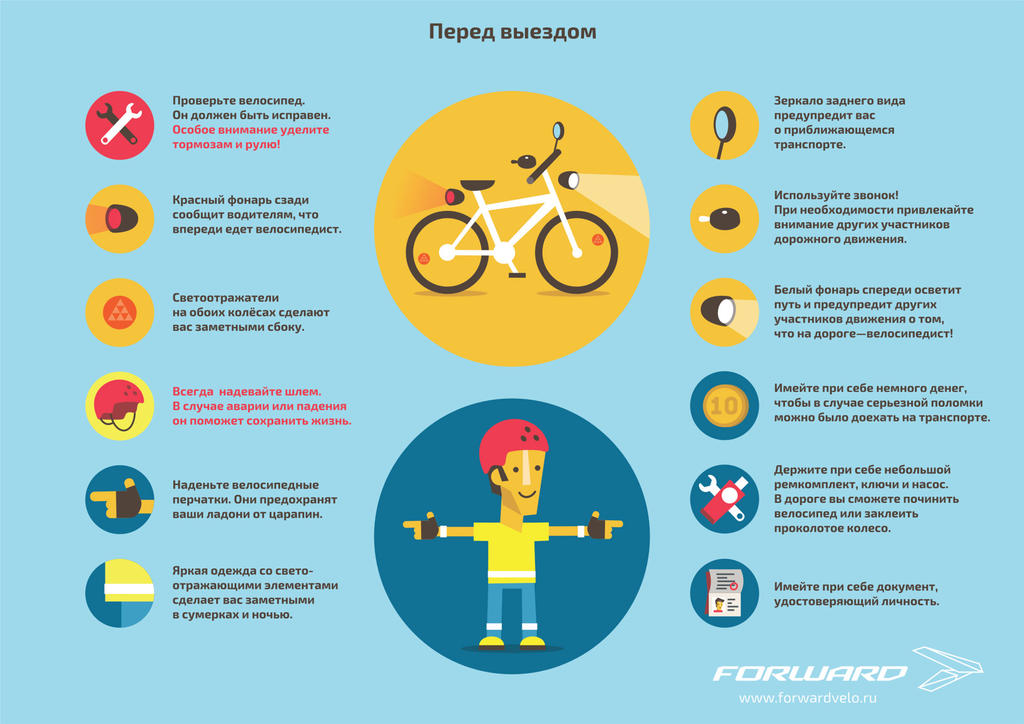 Перед выездом
Проверьте велосипед.
Он должен быть исправен.
Особое внимание уделите
тормозам и рулю!
Красный фонарь сзади
сообщит водителям, что
впереди едет велосипедист.
Светоотражатели
на обоих колёсах сделают
вас заметными сбоку.
Всегда надевайте шлем.
В случае аварии или падения
он поможет сохранить жизнь.
Наденьте велосипедные
перчатки. Они предохранят
ваши ладони от царапин.
Яркая одежда со свето-
отражающими элементами
сделает вас заметными
в сумерках и ночью.
Зеркало заднего вида
предупредит вас
о приближающемся
транспорте.
Используйте звонок!
При необходимости привлекайте
внимание других участников
дорожного движения.
Белый фонарь спереди осветит
путь и предупредит других
участников движения о том,
что на дороге—велосипедист!
10
Имейте при себе немного денег,
чтобы в случае серьезной поломки
можно было доехать на транспорте.
Держите при себе небольшой
ремкомплект, ключи и насос.
В дороге вы сможете починить
велосипед или заклеить
проколотое колесо.
Имейте при себе документ,
удостоверяющий личность.
FORWARD
www.forwardvelo.ru